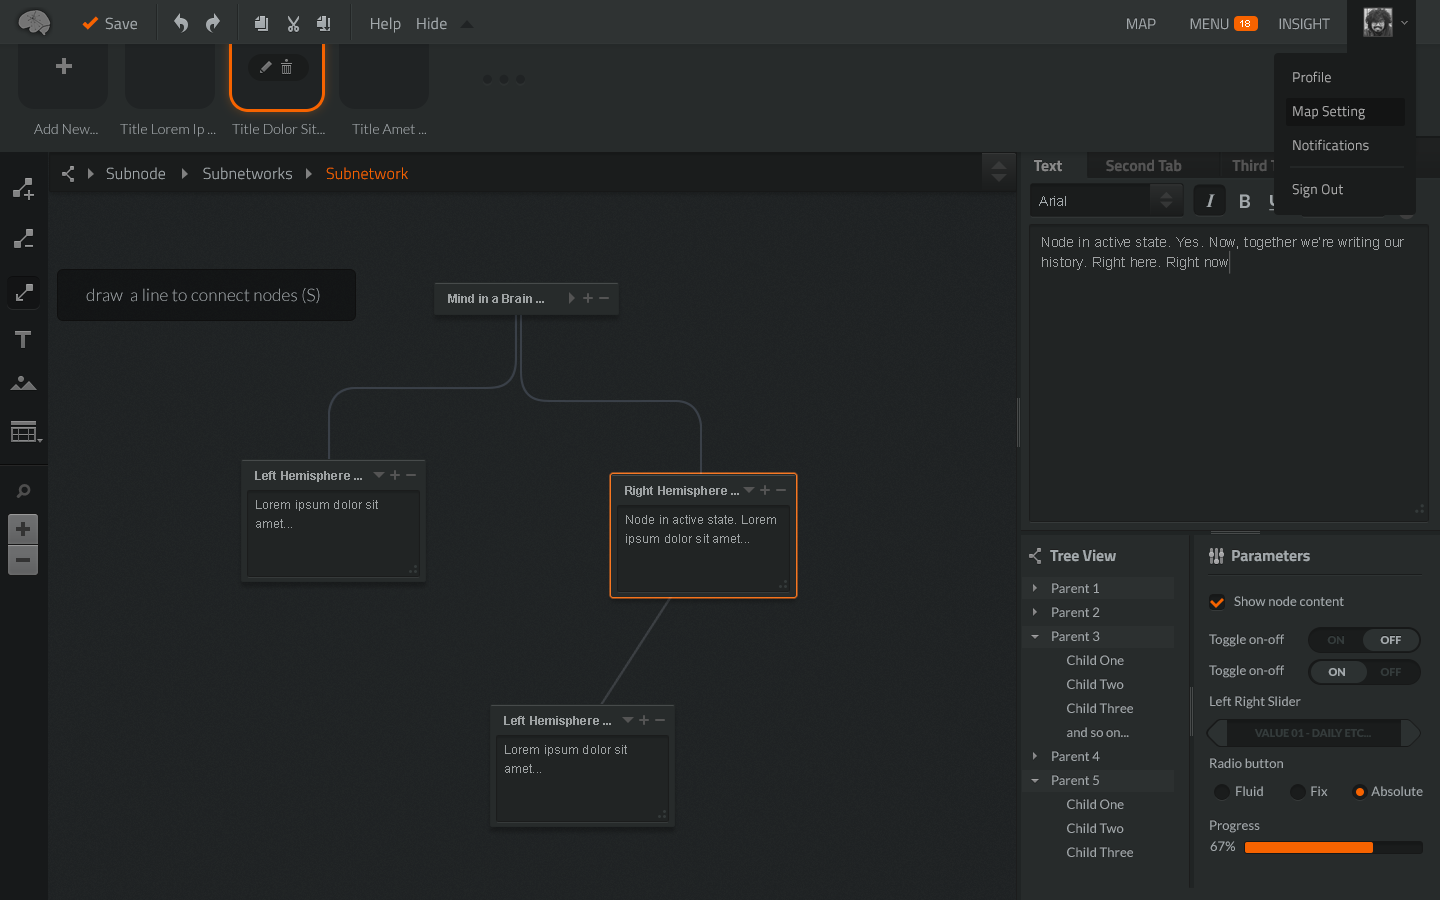 Save
Help
Hide
MAP
MENU 18
INSIGHT
Profile
Map Setting
Notifications
Sign Out
Add New...
Title Lorem Ip ...
Title Dolor Sit...
Title Amet ...
Subnode
Subnetworks
Subnetwork
draw a line to connect nodes (S)
Mind in a Brain ...
Left Hemisphere ...
Lorem ipsum dolor sit
amet...
Right Hemisphere ...
Node in active state. Lorem
ipsum dolor sit amet...
Left Hemisphere ...
Lorem ipsum dolor sit
amet...
Text
Second Tab
Third T
Arial
I
B
Node in active state. Yes. Now, together we're writing our
history. Right here. Right now
Tree View
Parent 1
Parent 2
Parent 3
Child One
Child Two
Child Three
and so on...
Parent 4
Parent 5
Child One
Child Two
Child Three
Parameters
Show node content
Toggle on-off
ON
OFF
Toggle on-off
ON
OFF
Left Right Slider
VALUE 01 - DAILY ETC...
Radio button
Fluid
Fix
Absolute
Progress
67%